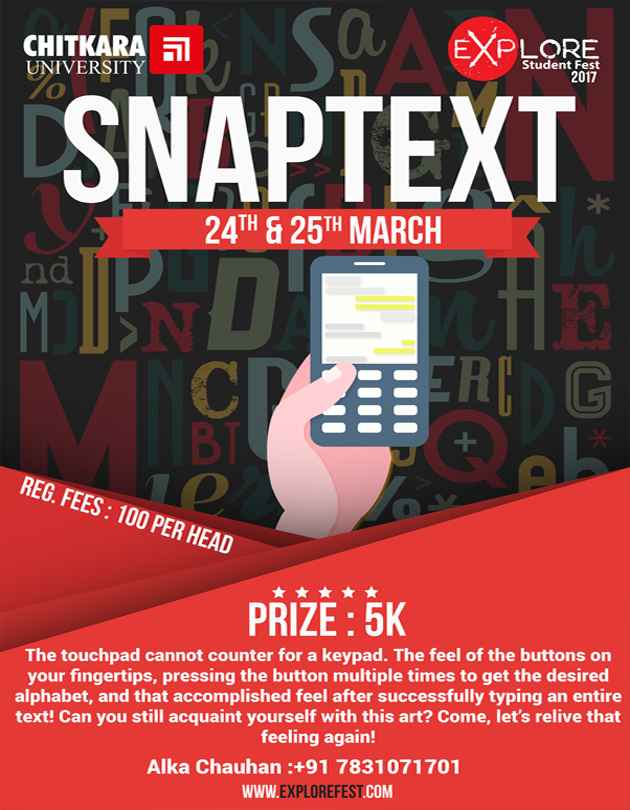 CHITKARA
UNIVERSITY
EXPLORE
Student Fest
2017
SNAPTEXT
24TH & 25TH MARCH
REG. FEES : 100 PER HEAD
PRIZE : 5K
The touchpad cannot counter for a keypad. The feel of the buttons on
your fingertips, pressing the button multiple times to get the desired
alphabet, and that accomplished feel after successfully typing an entire
text! Can you still acquaint yourself with this art? Come, let's relive that
feeling again!
Alka Chauhan :+91 7831071701
WWW.EXPLOREFEST.COM